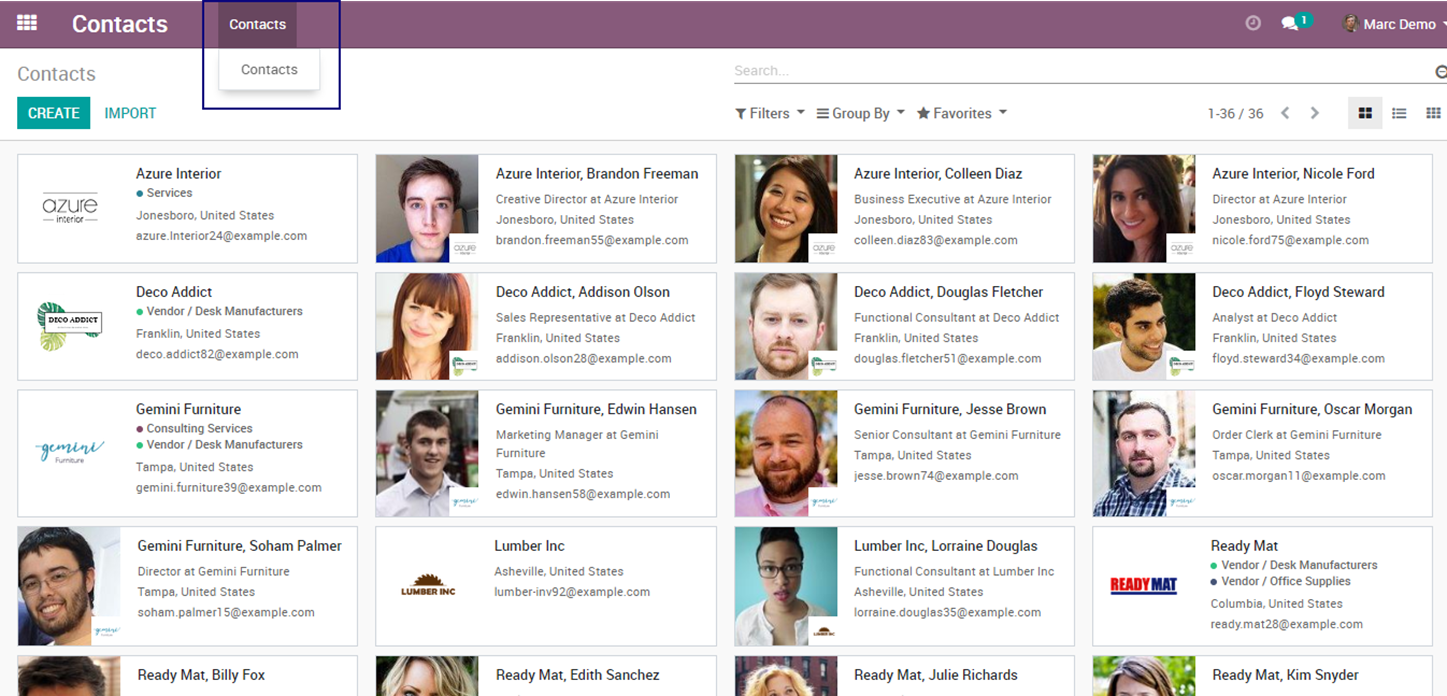 Contacts
Contacts
1
Marc Demo
Contacts
Contacts
Search...
CREATE
IMPORT
Filters
Group By
Favorites
1-36 / 36
azure
interior
Azure Interior
Services
Jonesboro, United States
azure.Interior24@example.com
Azure Interior, Brandon Freeman
Creative Director at Azure Interior
Jonesboro, United States
brandon.freeman55@example.com
azure
Azure Interior, Colleen Diaz
Business Executive at Azure Interior
Jonesboro, United States
colleen.diaz83@example.com
azure
Azure Interior, Nicole Ford
Director at Azure Interior
Jonesboro, United States
nicole.ford75@example.com
azure
DECO ADDICT
Deco Addict
Vendor / Desk Manufacturers
Franklin, United States
deco.addict82@example.com
Deco Addict, Addison Olson
Sales Representative at Deco Addict
Franklin, United States
addison.olson28@example.com
Deco Addict, Douglas Fletcher
Functional Consultant at Deco Addict
Franklin, United States
douglas.fletcher51@example.com
Deco Addict, Floyd Steward
Analyst at Deco Addict
Franklin, United States
floyd.steward34@example.com
gemini
Furniture
Gemini Furniture
Consulting Services
Vendor / Desk Manufacturers
Tampa, United States
gemini.furniture39@example.com
Gemini Furniture, Edwin Hansen
Marketing Manager at Gemini
Furniture
Tampa, United States
edwin.hansen58@example.com
gemini
Gemini Furniture, Jesse Brown
Senior Consultant at Gemini Furniture
Tampa, United States
jesse.brown74@example.com
gemini
Gemini Furniture, Oscar Morgan
Order Clerk at Gemini Furniture
Tampa, United States
oscar.morgan11@example.com
gemini
Gemini Furniture, Soham Palmer
Director at Gemini Furniture
Tampa, United States
soham.palmer15@example.com
gemini
LUMBER INC
Lumber Inc
Asheville, United States
lumber-inv92@example.com
Lumber Inc, Lorraine Douglas
Functional Consultant at Lumber Inc
Asheville, United States
lorraine.douglas35@example.com
LUMBER INC
READY MAT
Ready Mat
Vendor / Desk Manufacturers
Vendor / Office Supplies
Columbia, United States
ready.mat28@example.com
Ready Mat, Billy Fox
Ready Mat, Edith Sanchez
Ready Mat, Julie Richards
Ready Mat, Kim Snyder